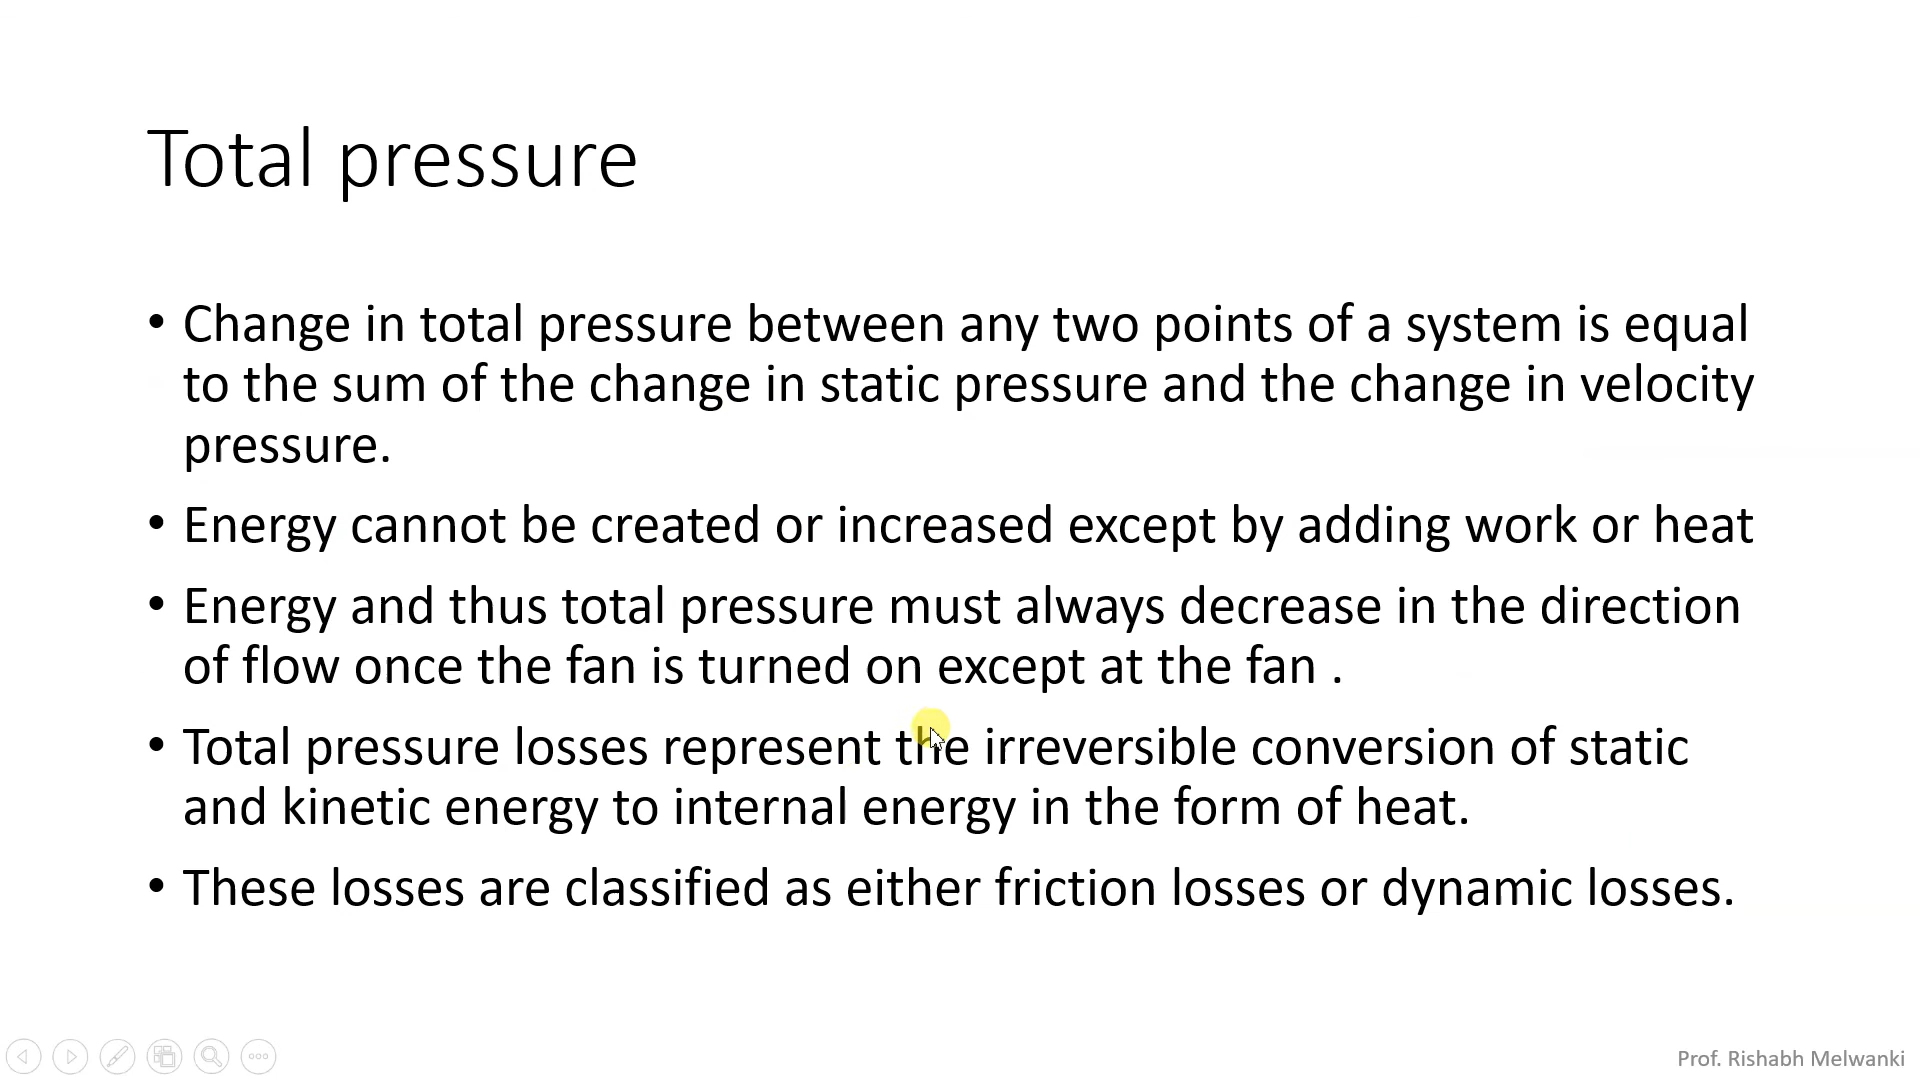 Total pressure
• Change in total pressure between any two points of a system is equal
to the sum of the change in static pressure and the change in velocity
pressure.
• Energy cannot be created or increased except by adding work or heat
• Energy and thus total pressure must always decrease in the direction
of flow once the fan is turned on except at the fan .
• Total pressure losses represent the irreversible conversion of static
and kinetic energy to internal energy in the form of heat.
• These losses are classified as either friction losses or dynamic losses.
Prof. Rishabh Melwanki